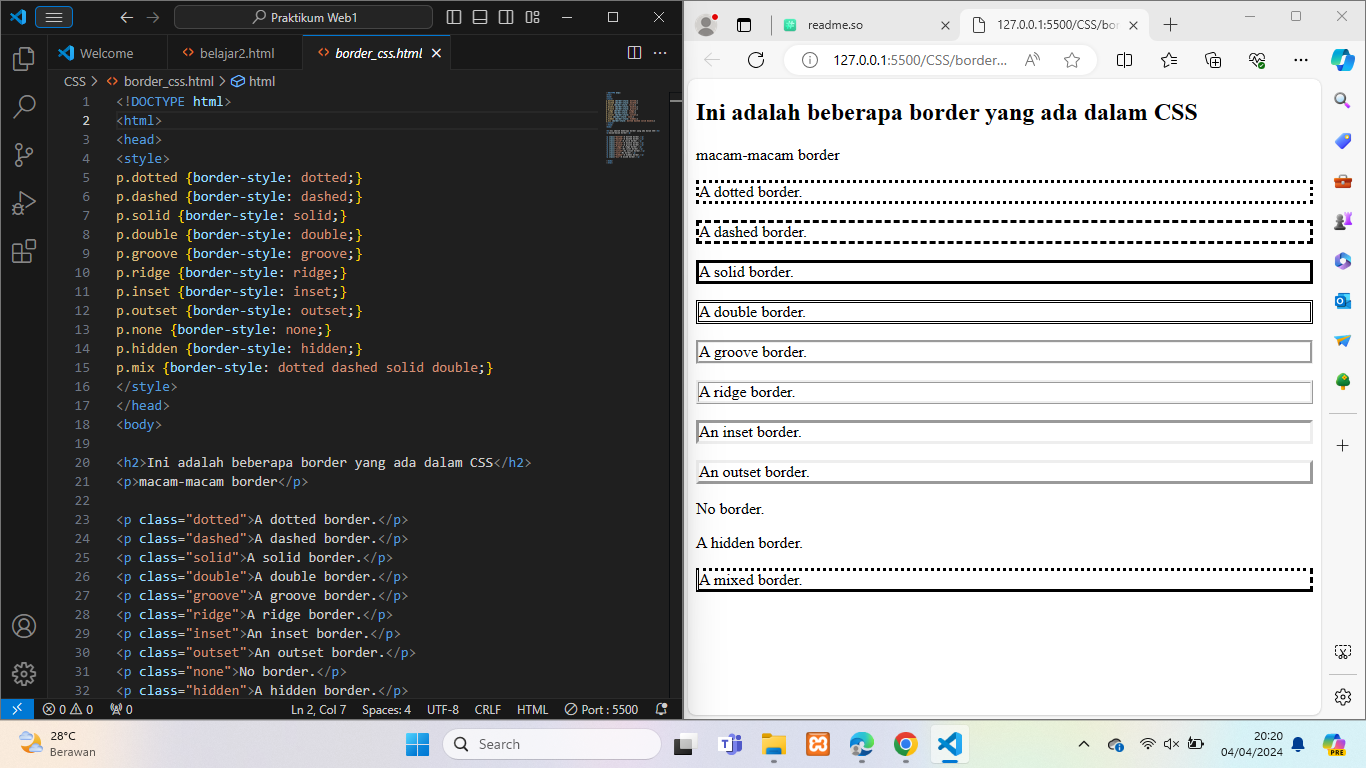 Praktikum Web1
Welcome
belajar2.html
border_css.html
CSS > border_css.html > html
1 <!DOCTYPE html>
2 <html>
3 <head>
4 <style>
5 p.dotted {border-style: dotted;}
6 p.dashed {border-style: dashed;}
7 p.solid {border-style: solid;}
8 p.double {border-style: double;}
9 p.groove {border-style: groove;}
10 p.ridge {border-style: ridge;}
11 p.inset {border-style: inset;}
12 p.outset {border-style: outset;}
13 p.none {border-style: none;}
14 p.hidden {border-style: hidden;}
15 p.mix {border-style: dotted dashed solid double;}
16 </style>
17 </head>
18 <body>
19
20 <h2>Ini adalah beberapa border yang ada dalam CSS</h2>
21 <p>macam-macam border</p>
22
23 <p class="dotted">A dotted border.</p>
24 <p class="dashed">A dashed border.</p>
25 <p class="solid">A solid border.</p>
26 <p class="double">A double border.</p>
27 <p class="groove">A groove border.</p>
28 <p class="ridge">A ridge border.</p>
29 <p class="inset">An inset border.</p>
30 <p class="outset">An outset border.</p>
31 <p class="none">No border.</p>
32 <p class="hidden">A hidden border.</p>
0 0 0
Ln 2, Col 7
Spaces: 4
UTF-8
CRLF
HTML
Port : 5500
readme.so
127.0.0.1:5500/CSS/bor
127.0.0.1:5500/CSS/border...
Ini adalah beberapa border yang ada dalam CSS
macam-macam border
A dotted border.
A dashed border.
A solid border.
A double border.
A groove border.
A ridge border.
An inset border.
An outset border.
No border.
A hidden border.
A mixed border.
28°C
Berawan
Search
20:20
04/04/2024
PRE